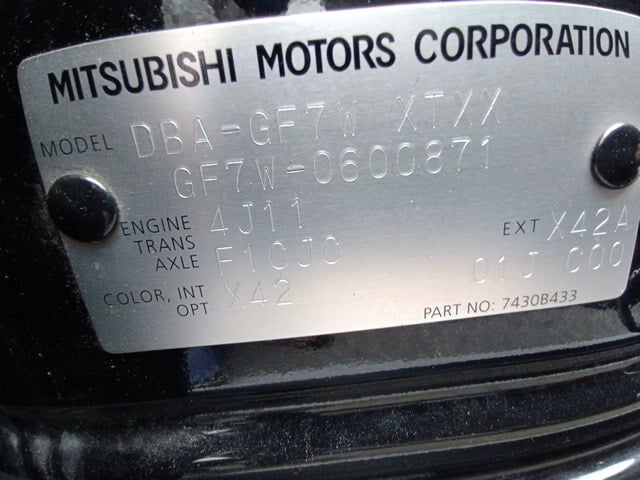 MITSUBISHI MOTORS CORPORATION
MODEL DBA-GF7W XTXX
GF7W-0600871
ENGINE 4J11 EXT X42A
TRANS AXLE F1CJC 01J C00
COLOR, INT OPT X42
PART NO: 7430B433